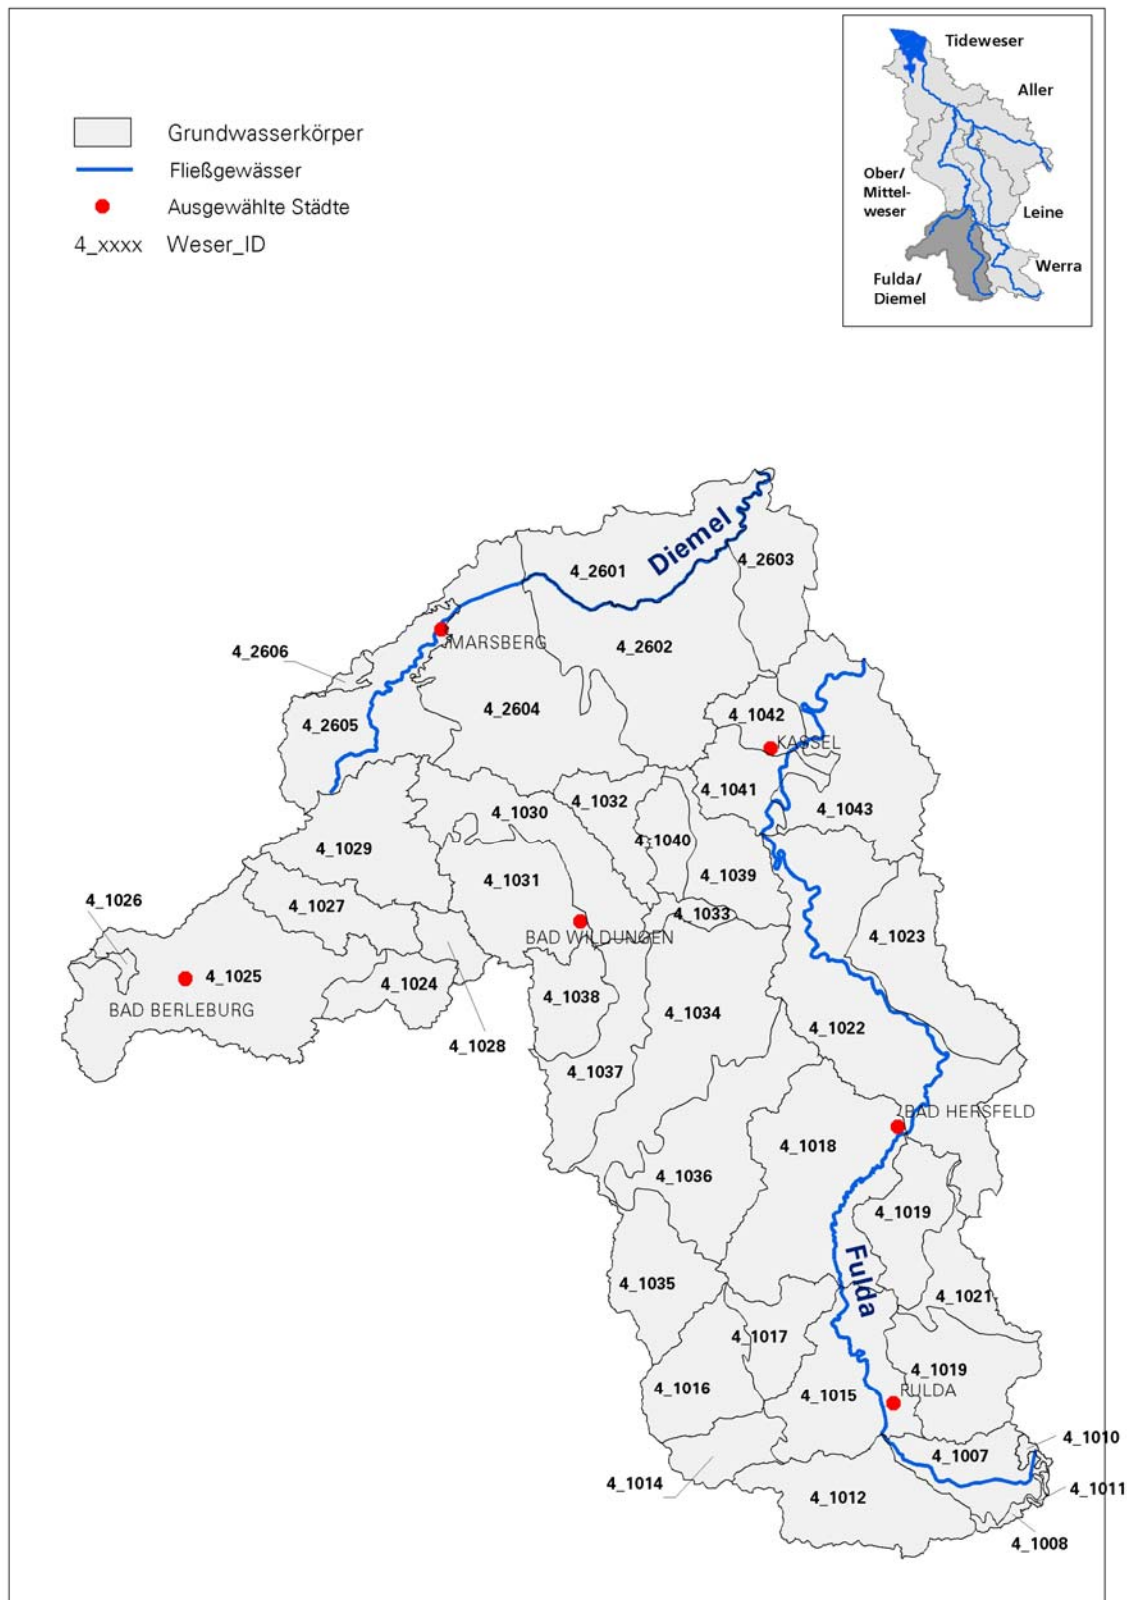 Tideweser
Aller
Ober/
Mittel-
weser
Leine
Werra
Fulda/
Diemel
Grundwasserkörper
Fließgewässer
Ausgewählte Städte
4_xxxx Weser_ID
Diemel
4_2601
4_2603
4_2606
MARSBERG
4_2602
4_2605
4_2604
4_1042
KASSEL
4_1041
4_1032
4_1030
4_1043
4_1040
4_1029
4_1031
4_1039
4_1026
4_1027
4_1033
BAD WILDUNGEN
4_1023
4_1025
4_1024
4_1038
BAD BERLEBURG
4_1034
4_1022
4_1028
4_1037
BAD HERSFELD
4_1018
4_1036
4_1019
Fulda
4_1035
4_1021
4_1017
4_1019
4_1016
4_1015
RULDA
4_1010
4_1007
4_1014
4_1012
4_1011
4_1008